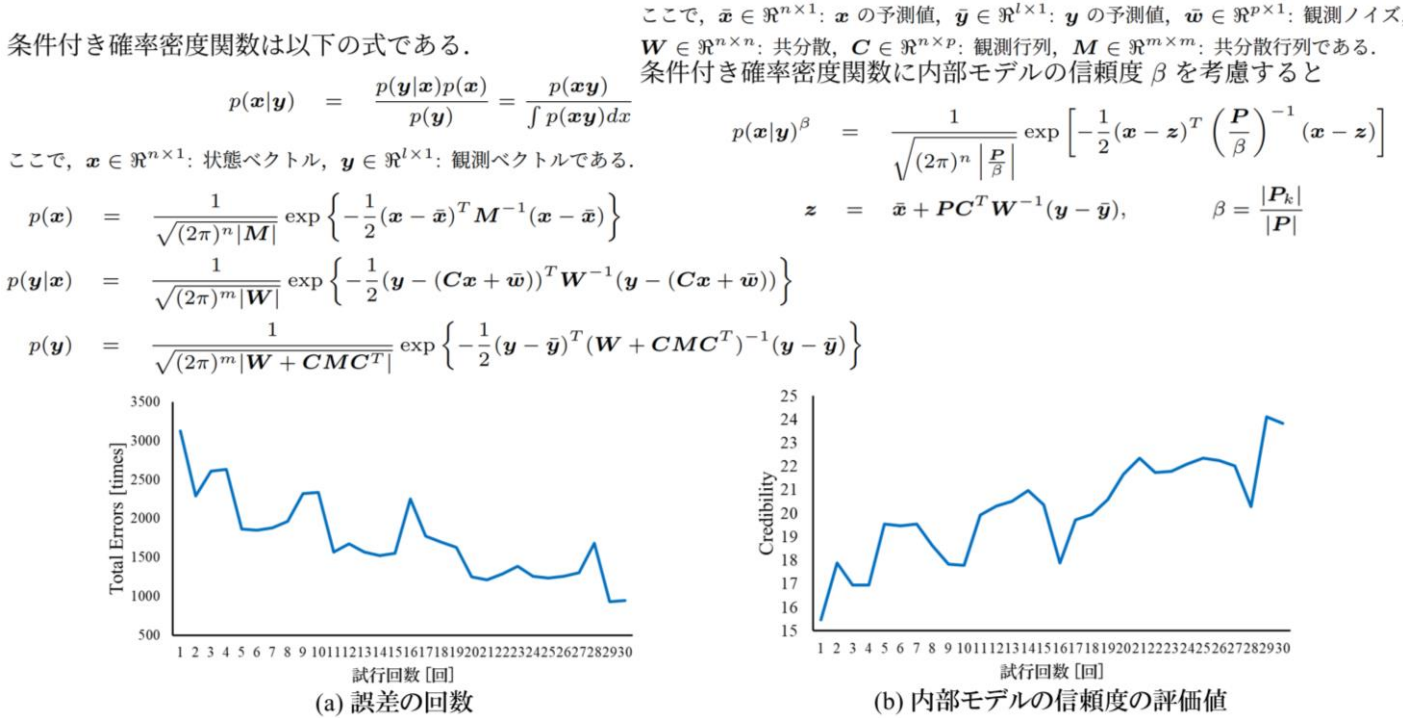 条件付き確率密度関数は以下の式である.
p(x|y) = p(y|x)p(x) / p(y) = p(xy) / ∫ p(xy)dx
ここで, x ∈ ℜ^{n×1}: 状態ベクトル, y ∈ ℜ^{l×1}: 観測ベクトルである.
p(x) = 1 / √((2π)^n |M|) exp { −1/2 (x − x̄)^T M^{−1} (x − x̄) }
p(y|x) = 1 / √((2π)^m |W|) exp { −1/2 (y − (Cx + w̄))^T W^{−1} (y − (Cx + w̄)) }
p(y) = 1 / √((2π)^m |W + CMC^T|) exp { −1/2 (y − ȳ)^T (W + CMC^T)^{−1} (y − ȳ) }
ここで, x̄ ∈ ℜ^{n×1}: x の予測値, ȳ ∈ ℜ^{l×1}: y の予測値, w̄ ∈ ℜ^{p×1}: 観測ノイズ,
W ∈ ℜ^{n×n}: 共分散, C ∈ ℜ^{n×p}: 観測行列, M ∈ ℜ^{m×m}: 共分散行列である.
条件付き確率密度関数に内部モデルの信頼度 β を考慮すると
p(x|y)^β = 1 / √((2π)^n |P/β|) exp [ −1/2 (x − z)^T (P/β)^{−1} (x − z) ]
z = x̄ + PC^T W^{−1} (y − ȳ), β = |P_k| / |P|
Total Errors [times]
3500
3000
2500
2000
1500
1000
500
1 2 3 4 5 6 7 8 9 10 11 12 13 14 15 16 17 18 19 20 21 22 23 24 25 26 27 28 29 30
試行回数 [回]
(a) 誤差の回数
Credibility
25
24
23
22
21
20
19
18
17
16
15
1 2 3 4 5 6 7 8 9 10 11 12 13 14 15 16 17 18 19 20 21 22 23 24 25 26 27 28 29 30
試行回数 [回]
(b) 内部モデルの信頼度の評価値